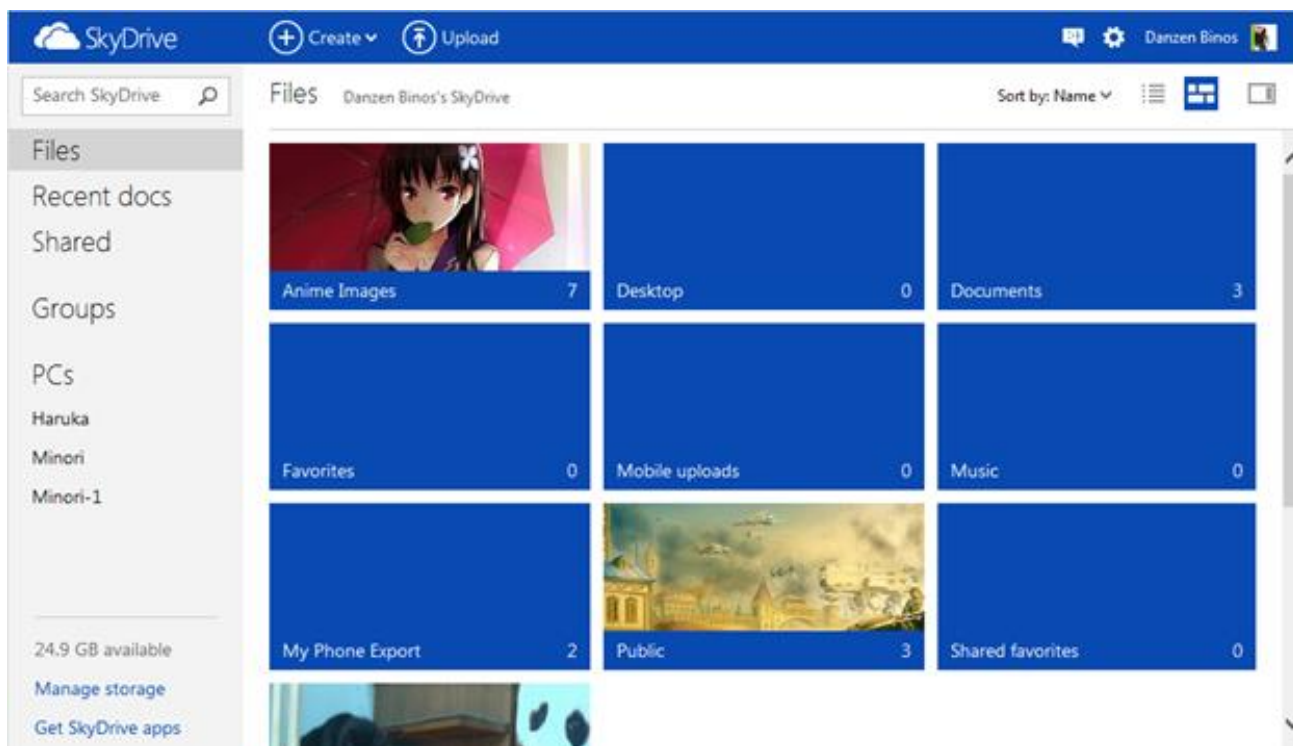 SkyDrive
Create
Upload
Danzen Binos
Search SkyDrive
Files Danzen Binos's SkyDrive
Sort by: Name
Files
Recent docs
Shared
Groups
PCs
Haruka
Minori
Minori-1
24.9 GB available
Manage storage
Get SkyDrive apps
Anime Images 7
Desktop 0
Documents 3
Favorites 0
Mobile uploads 0
Music 0
My Phone Export 2
Public 3
Shared favorites 0